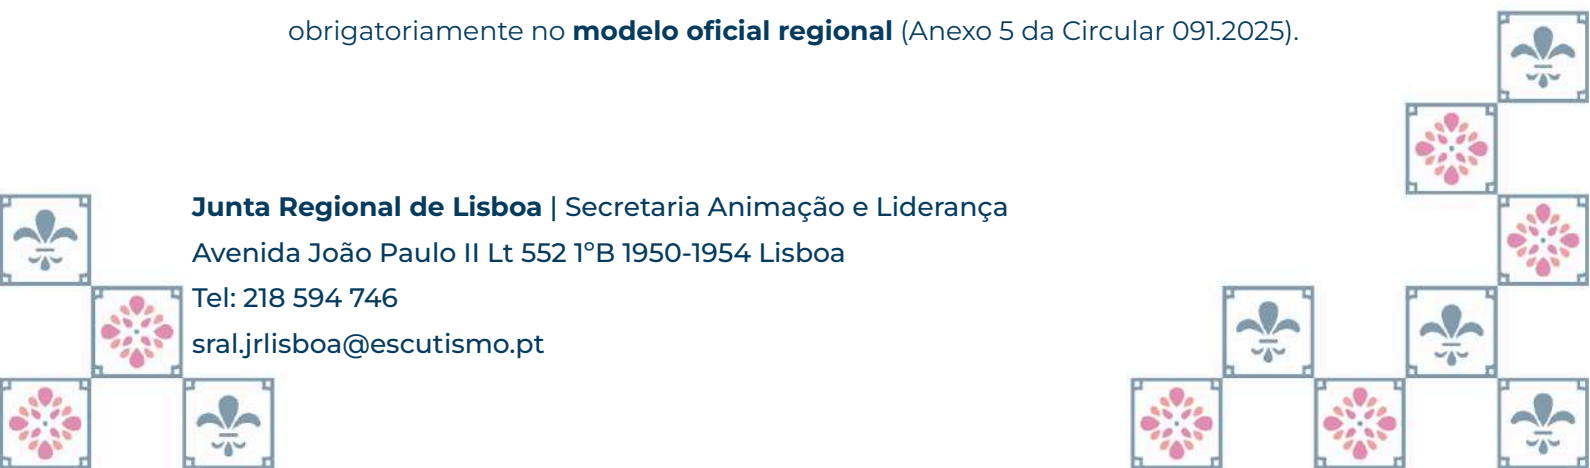 obrigatoriamente no modelo oficial regional (Anexo 5 da Circular 091.2025).
Junta Regional de Lisboa | Secretaria Animação e Liderança
Avenida João Paulo II Lt 552 1ºB 1950-1954 Lisboa
Tel: 218 594 746
sral.jrlisboa@escutismo.pt